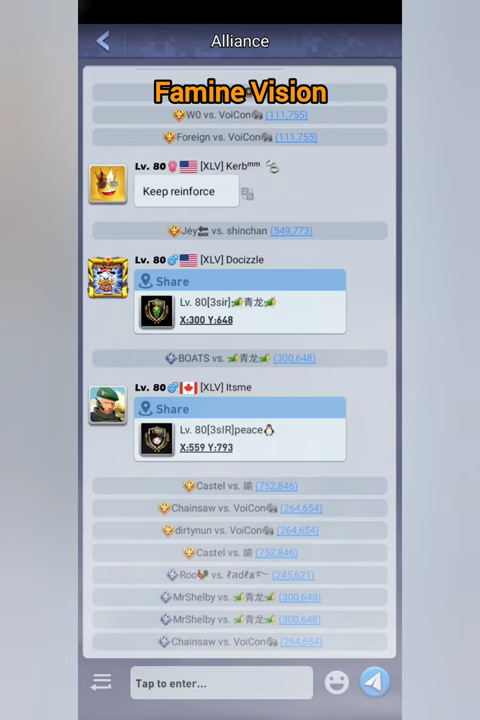 Alliance
Famine Vision
W0 vs. VoiCon🐘 (111,755)
Foreign vs. VoiCon🐘 (111,755)
Lv. 80 [XLV] Kerbᵐᵐ
Keep reinforce
Jėy vs. shinchan (549,773)
Lv. 80 [XLV] Docizzle
Share
Lv. 80[3sir]🐲青龙🐲
X:300 Y:648
BOATS vs. 🐲青龙🐲 (300,648)
Lv. 80 [XLV] Itsme
Share
Lv. 80[3sIR]peace🐧
X:559 Y:793
Castel vs. (752,846)
Chainsaw vs. VoiCon🐘 (264,654)
dirtynun vs. VoiCon🐘 (264,654)
Castel vs. (752,846)
Roo🐓 vs. (245,621)
MrShelby vs. 🐲青龙🐲 (300,648)
MrShelby vs. 🐲青龙🐲 (300,648)
Chainsaw vs. VoiCon🐘 (264,654)
Tap to enter...